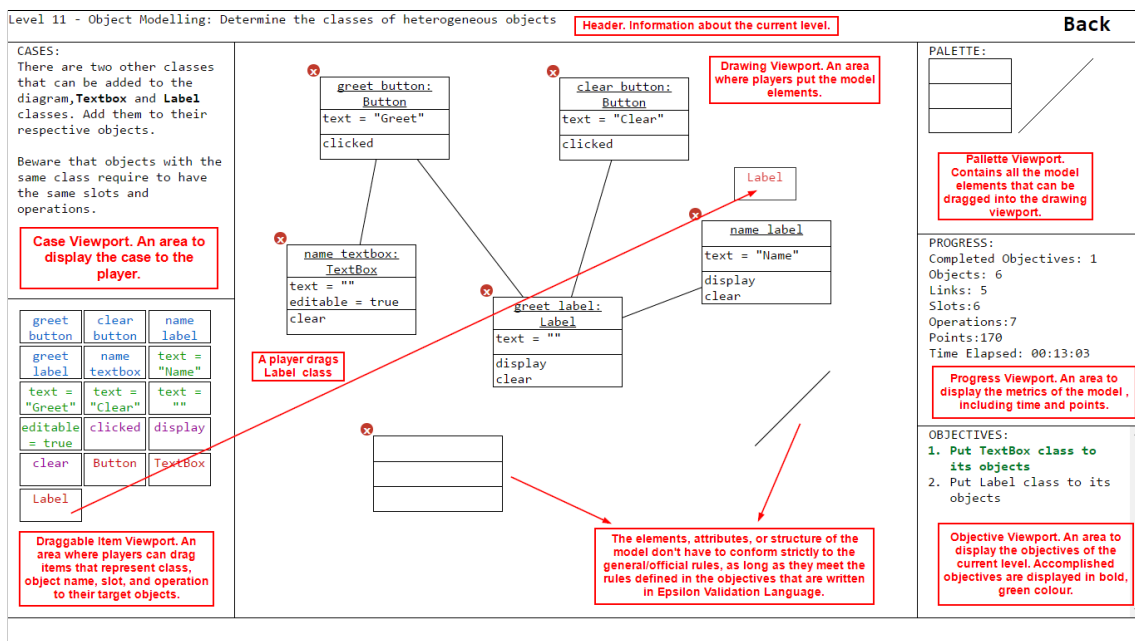 Level 11 - Object Modelling: Determine the classes of heterogeneous objects
Header. Information about the current level.
Back
CASES:
There are two other classes
that can be added to the
diagram,Textbox and Label
classes. Add them to their
respective objects.
Beware that objects with the
same class require to have
the same slots and
operations.
Case Viewport. An area to
display the case to the
player.
greet
button
clear
button
name
label
greet
label
name
textbox
text =
"Name"
text =
"Greet"
text =
"Clear"
text =
""
editable
= true
clicked
display
clear
Button
TextBox
Label
Draggable Item Viewport. An
area where players can drag
items that represent class,
object name, slot, and operation
to their target objects.
x
greet button:
Button
text = "Greet"
clicked
x
clear button:
Button
text = "Clear"
clicked
Drawing Viewport. An area
where players put the model
elements.
Label
x
name label
text = "Name"
display
clear
x
name textbox:
TextBox
text = ""
editable = true
clear
x
greet label:
Label
text = ""
display
clear
A player drags
Label class
x
The elements, attributes, or structure of the
model don't have to conform strictly to the
general/official rules, as long as they meet the
rules defined in the objectives that are written
in Epsilon Validation Language.
PALETTE:
Pallette Viewport.
Contains all the model
elements that can be
dragged into the drawing
viewport.
PROGRESS:
Completed Objectives: 1
Objects: 6
Links: 5
Slots:6
Operations:7
Points:170
Time Elapsed: 00:13:03
Progress Viewport. An area to
display the metrics of the model ,
including time and points.
OBJECTIVES:
1. Put TextBox class to
its objects
2. Put Label class to its
objects
Objective Viewport. An area to
display the objectives of the
current level. Accomplished
objectives are displayed in bold,
green colour.